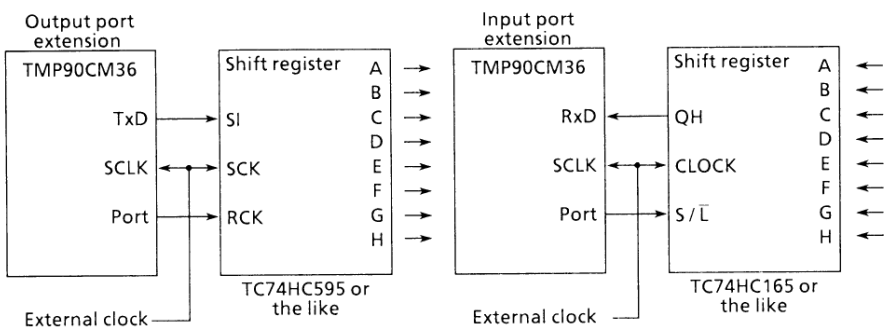 Output port
extension
TMP90CM36
TxD
SCLK
Port
Shift register
SI
SCK
RCK
A
B
C
D
E
F
G
H
TC74HC595 or
the like
External clock
Input port
extension
TMP90CM36
RxD
SCLK
Port
Shift register
QH
CLOCK
S / L̅
A
B
C
D
E
F
G
H
TC74HC165 or
the like
External clock